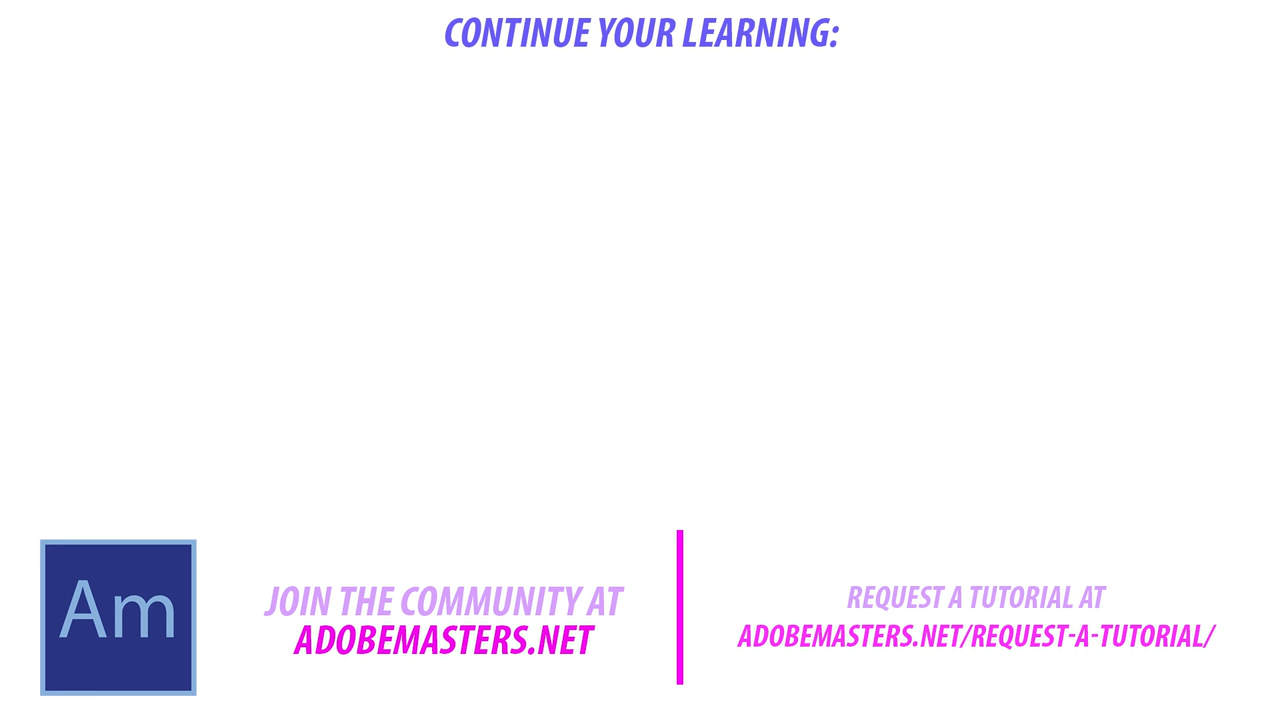 CONTINUE YOUR LEARNING:
Am
JOIN THE COMMUNITY AT
ADOBEMASTERS.NET
REQUEST A TUTORIAL AT
ADOBEMASTERS.NET/REQUEST-A-TUTORIAL/